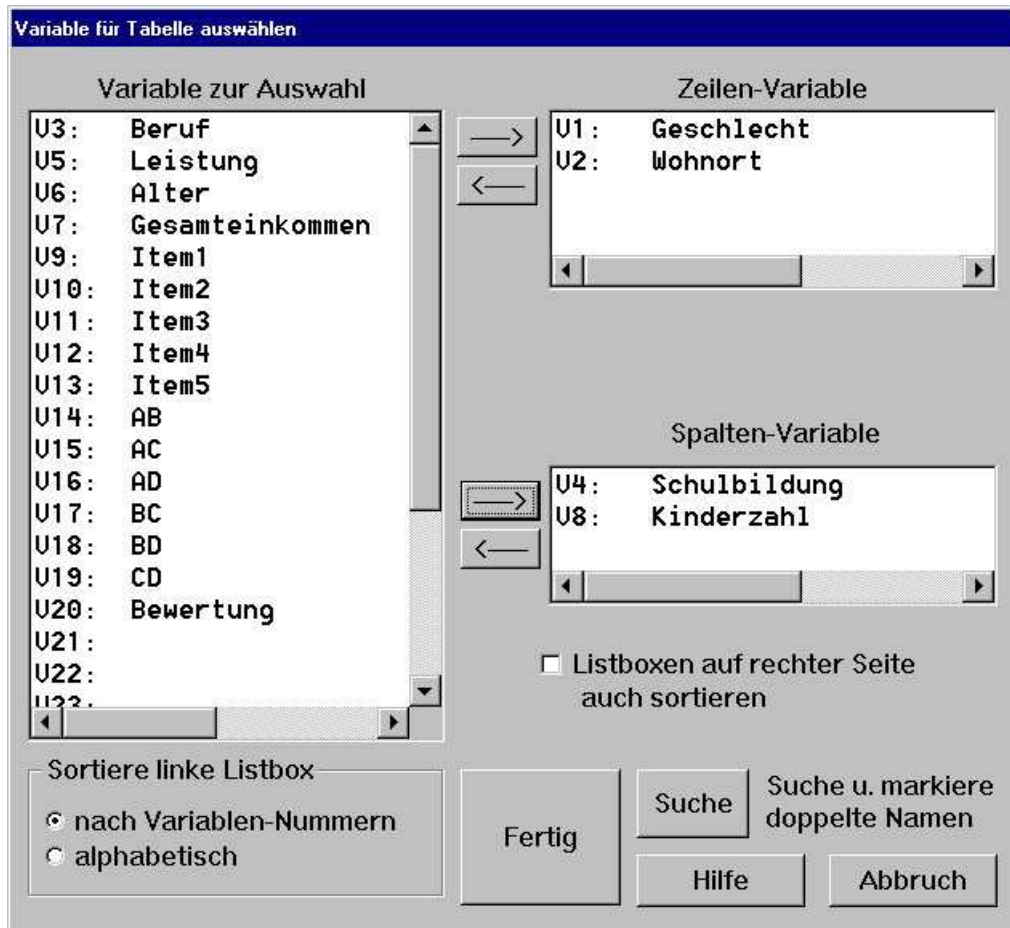 Variable für Tabelle auswählen
Variable zur Auswahl
V3: Beruf
V5: Leistung
V6: Alter
V7: Gesamteinkommen
V9: Item1
V10: Item2
V11: Item3
V12: Item4
V13: Item5
V14: AB
V15: AC
V16: AD
V17: BC
V18: BD
V19: CD
V20: Bewertung
V21:
V22:
V23:
Zeilen-Variable
V1: Geschlecht
V2: Wohnort
Spalten-Variable
V4: Schulbildung
V8: Kinderzahl
Listboxen auf rechter Seite
auch sortieren
Sortiere linke Listbox
nach Variablen-Nummern
alphabetisch
Fertig
Suche
Suche u. markiere
doppelte Namen
Hilfe
Abbruch